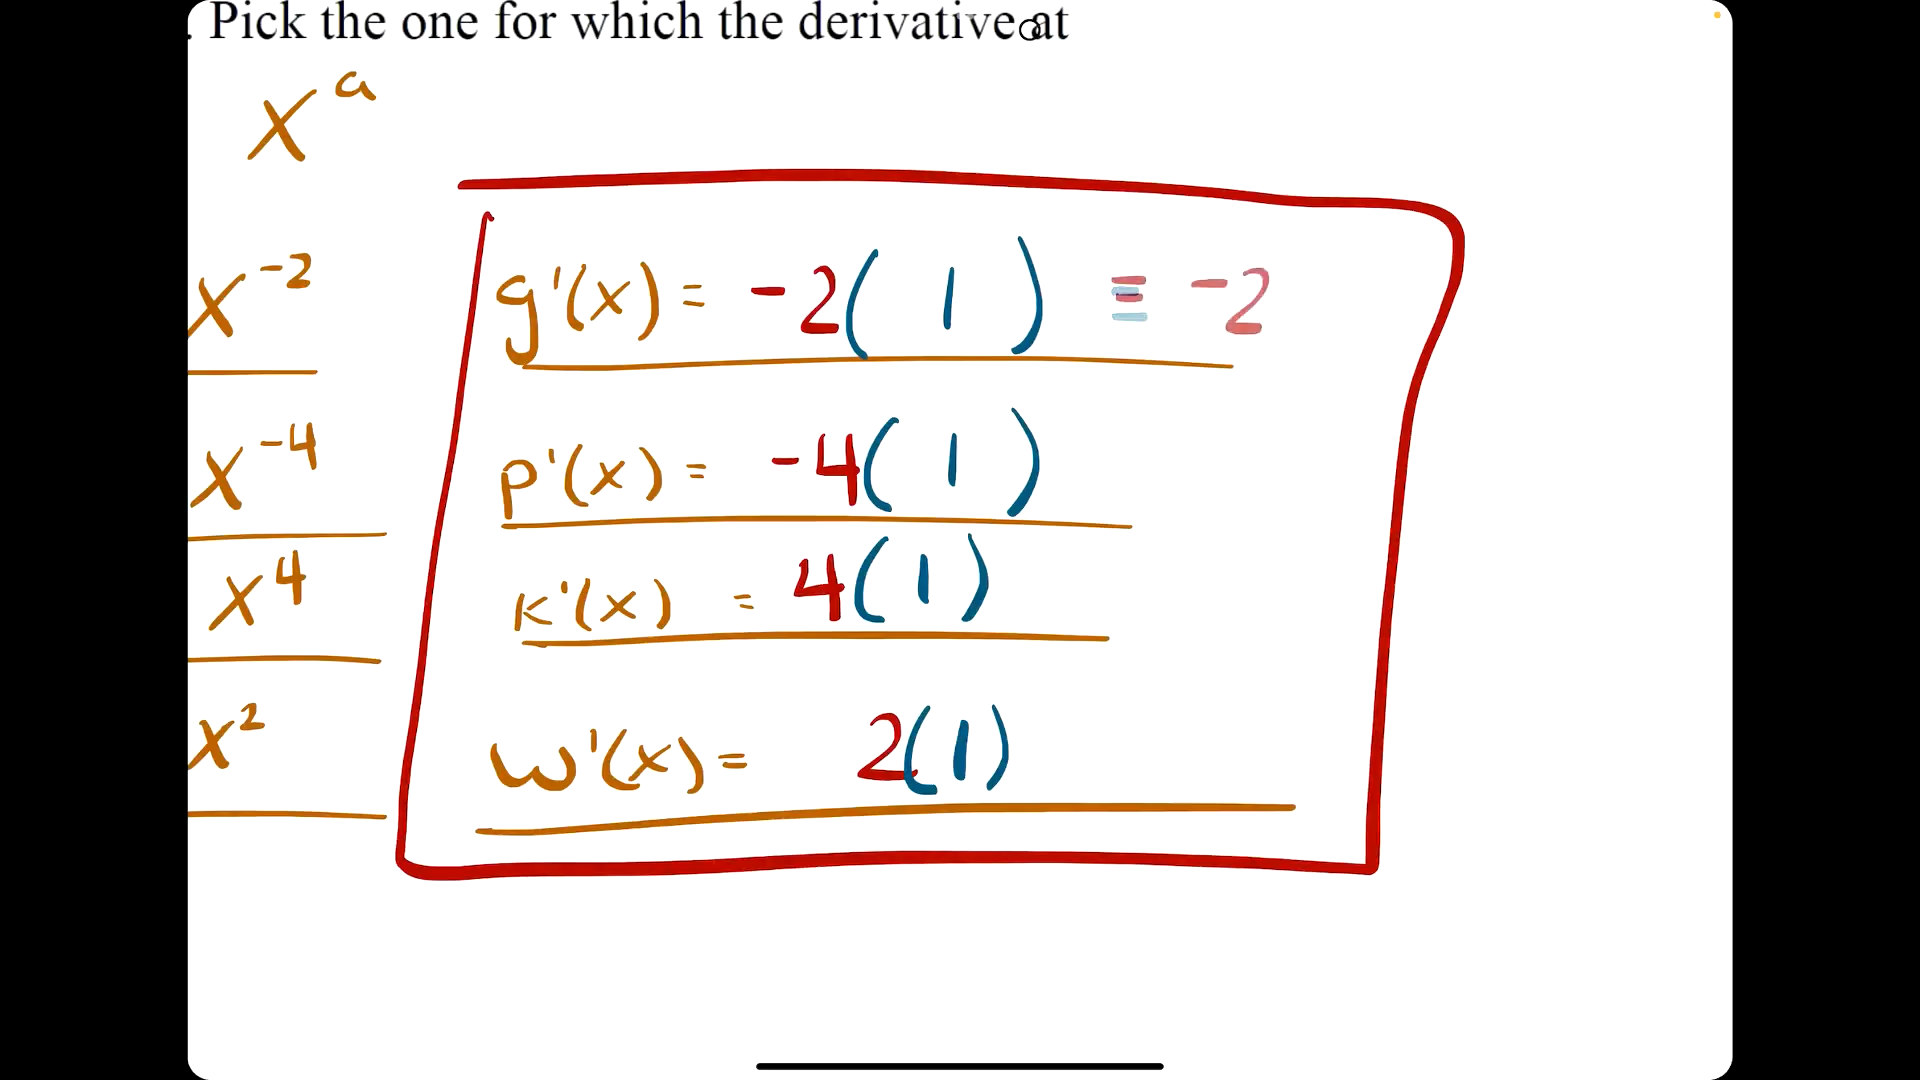 . Pick the one for which the derivative at
x^a
x^-2 g'(x) = -2( 1 ) = -2
x^-4 p'(x) = -4( 1 )
x^4 k'(x) = 4( 1 )
x^2 w'(x) = 2(1)